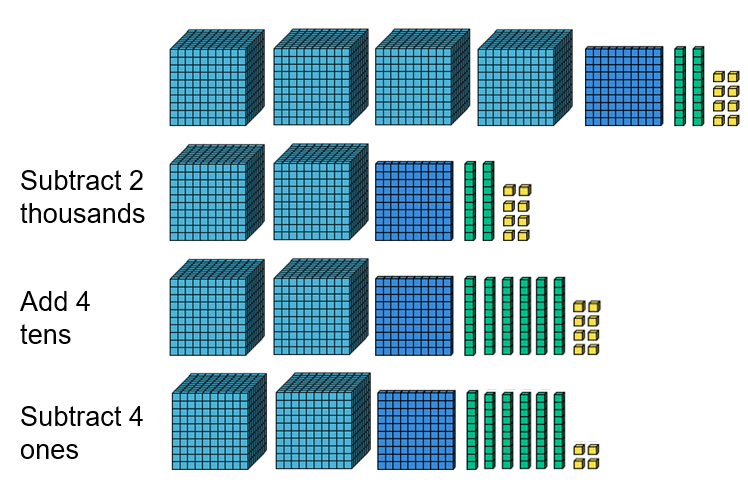 Subtract 2
thousands
Add 4
tens
Subtract 4
ones